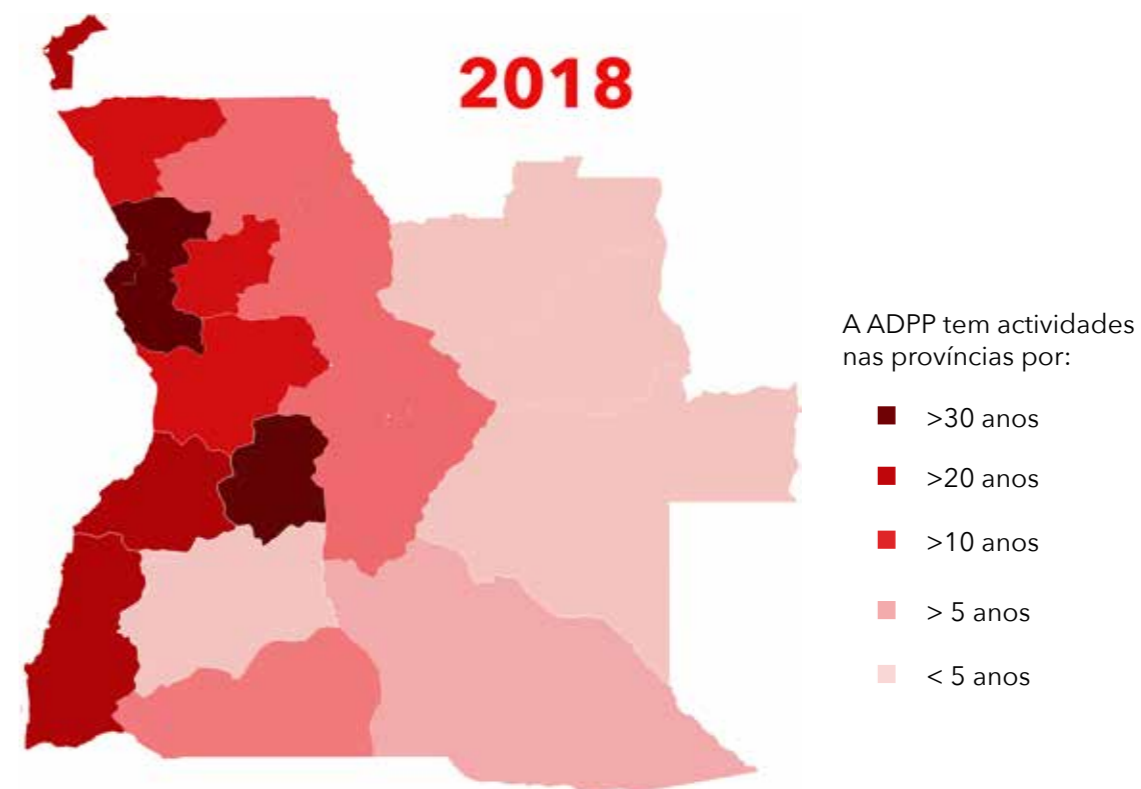 2018
A ADPP tem actividades
nas províncias por:
>30 anos
>20 anos
>10 anos
> 5 anos
< 5 anos